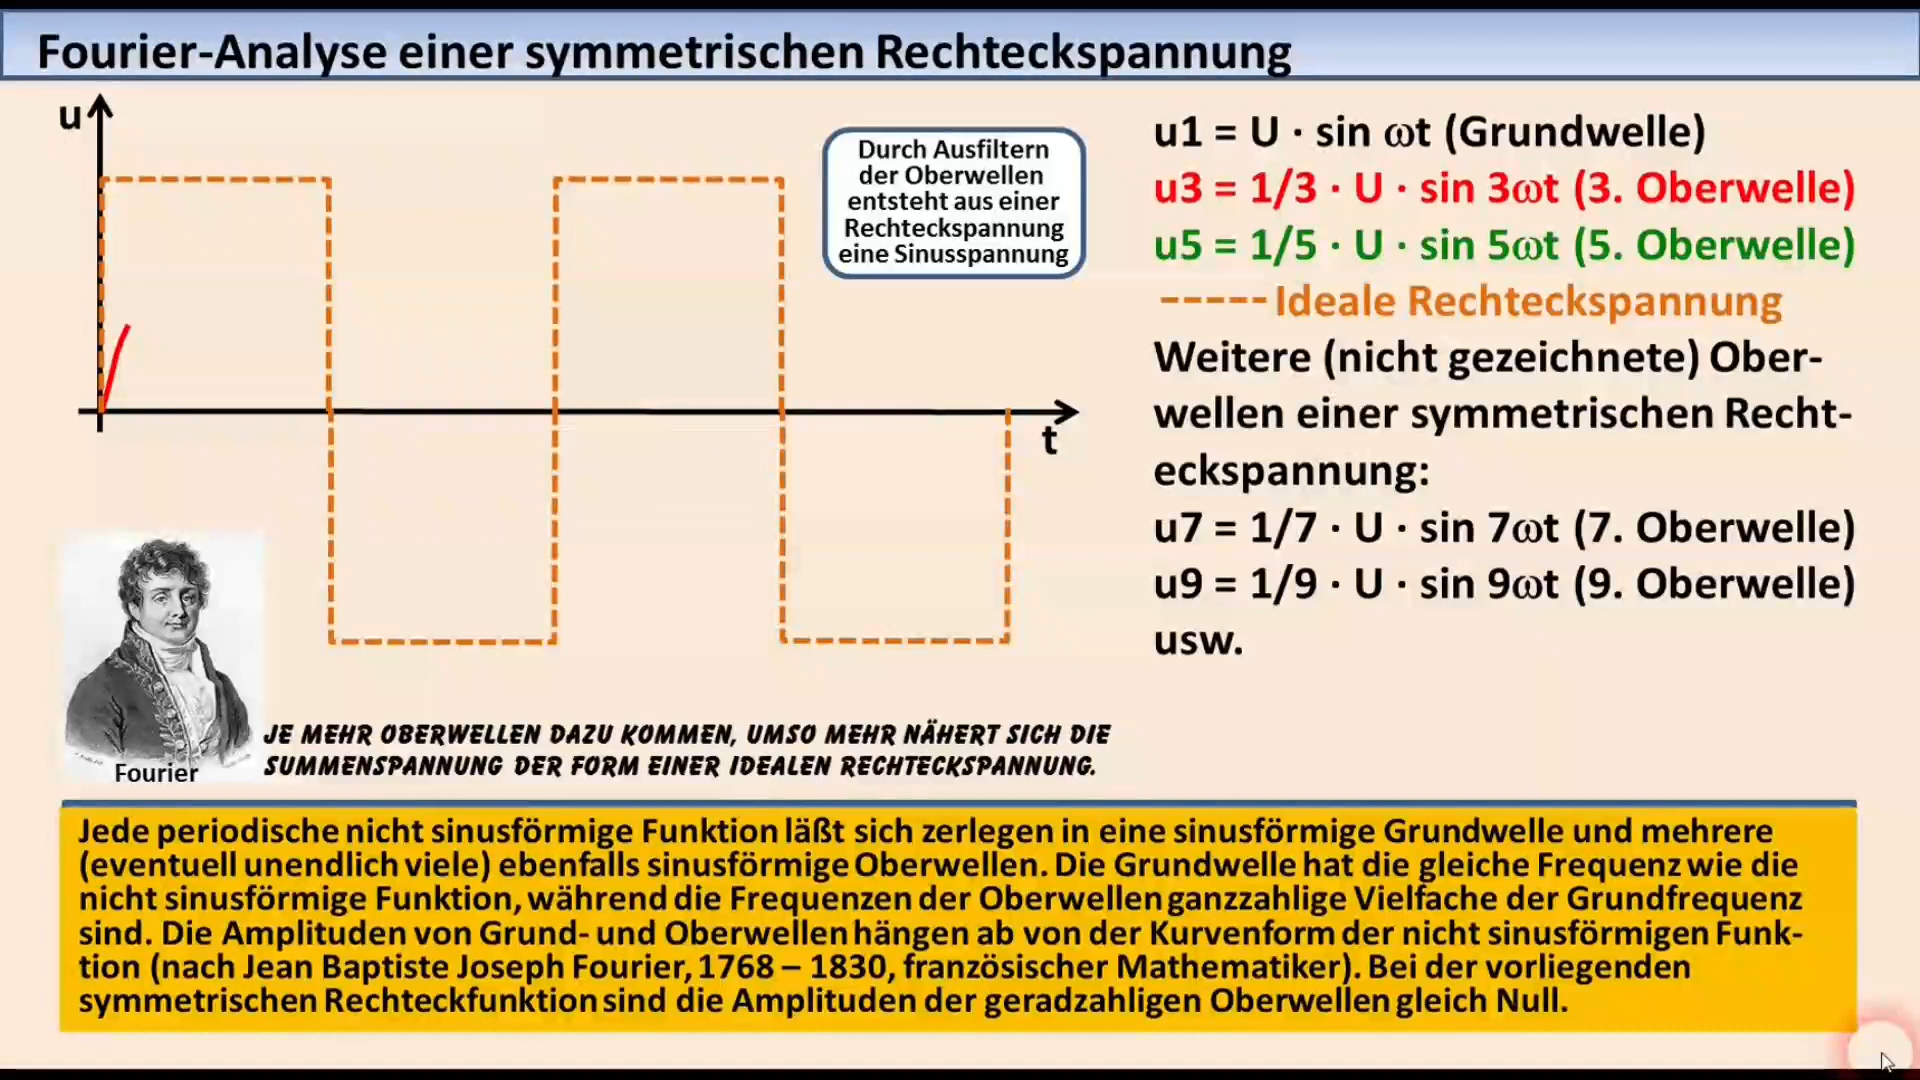 Fourier-Analyse einer symmetrischen Rechteckspannung
u
t
Durch Ausfiltern
der Oberwellen
entsteht aus einer
Rechteckspannung
eine Sinusspannung
u1 = U · sin ωt (Grundwelle)
u3 = 1/3 · U · sin 3ωt (3. Oberwelle)
u5 = 1/5 · U · sin 5ωt (5. Oberwelle)
Ideale Rechteckspannung
Weitere (nicht gezeichnete) Ober-
wellen einer symmetrischen Recht-
eckspannung:
u7 = 1/7 · U · sin 7ωt (7. Oberwelle)
u9 = 1/9 · U · sin 9ωt (9. Oberwelle)
usw.
Fourier
JE MEHR OBERWELLEN DAZU KOMMEN, UMSO MEHR NÄHERT SICH DIE
SUMMENSPANNUNG DER FORM EINER IDEALEN RECHTECKSPANNUNG.
Jede periodische nicht sinusförmige Funktion läßt sich zerlegen in eine sinusförmige Grundwelle und mehrere
(eventuell unendlich viele) ebenfalls sinusförmige Oberwellen. Die Grundwelle hat die gleiche Frequenz wie die
nicht sinusförmige Funktion, während die Frequenzen der Oberwellen ganzzahlige Vielfache der Grundfrequenz
sind. Die Amplituden von Grund- und Oberwellen hängen ab von der Kurvenform der nicht sinusförmigen Funk-
tion (nach Jean Baptiste Joseph Fourier, 1768 – 1830, französischer Mathematiker). Bei der vorliegenden
symmetrischen Rechteckfunktion sind die Amplituden der geradzahligen Oberwellen gleich Null.